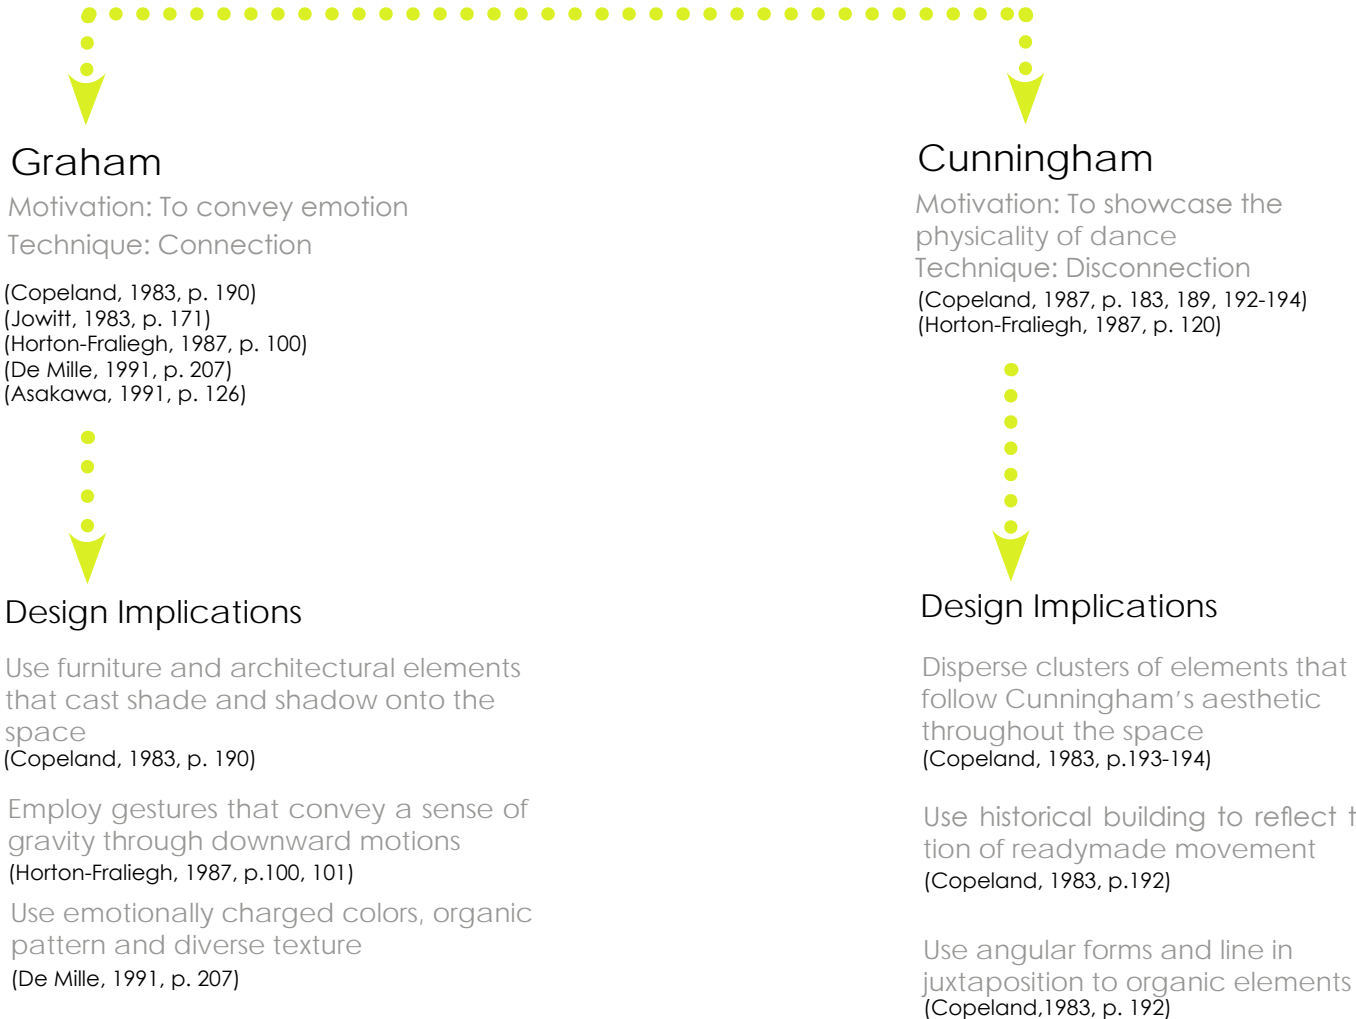 Graham
Motivation: To convey emotion
Technique: Connection
(Copeland, 1983, p. 190)
(Jowitt, 1983, p. 171)
(Horton-Fraliegh, 1987, p. 100)
(De Mille, 1991, p. 207)
(Asakawa, 1991, p. 126)
Design Implications
Use furniture and architectural elements
that cast shade and shadow onto the
space
(Copeland, 1983, p. 190)
Employ gestures that convey a sense of
gravity through downward motions
(Horton-Fraliegh, 1987, p.100, 101)
Use emotionally charged colors, organic
pattern and diverse texture
(De Mille, 1991, p. 207)
Cunningham
Motivation: To showcase the
physicality of dance
Technique: Disconnection
(Copeland, 1987, p. 183, 189, 192-194)
(Horton-Fraliegh, 1987, p. 120)
Design Implications
Disperse clusters of elements that
follow Cunningham's aesthetic
throughout the space
(Copeland, 1983, p.193-194)
Use historical building to reflect
tion of readymade movement
(Copeland, 1983, p.192)
Use angular forms and line in
juxtaposition to organic elements
(Copeland,1983, p. 192)